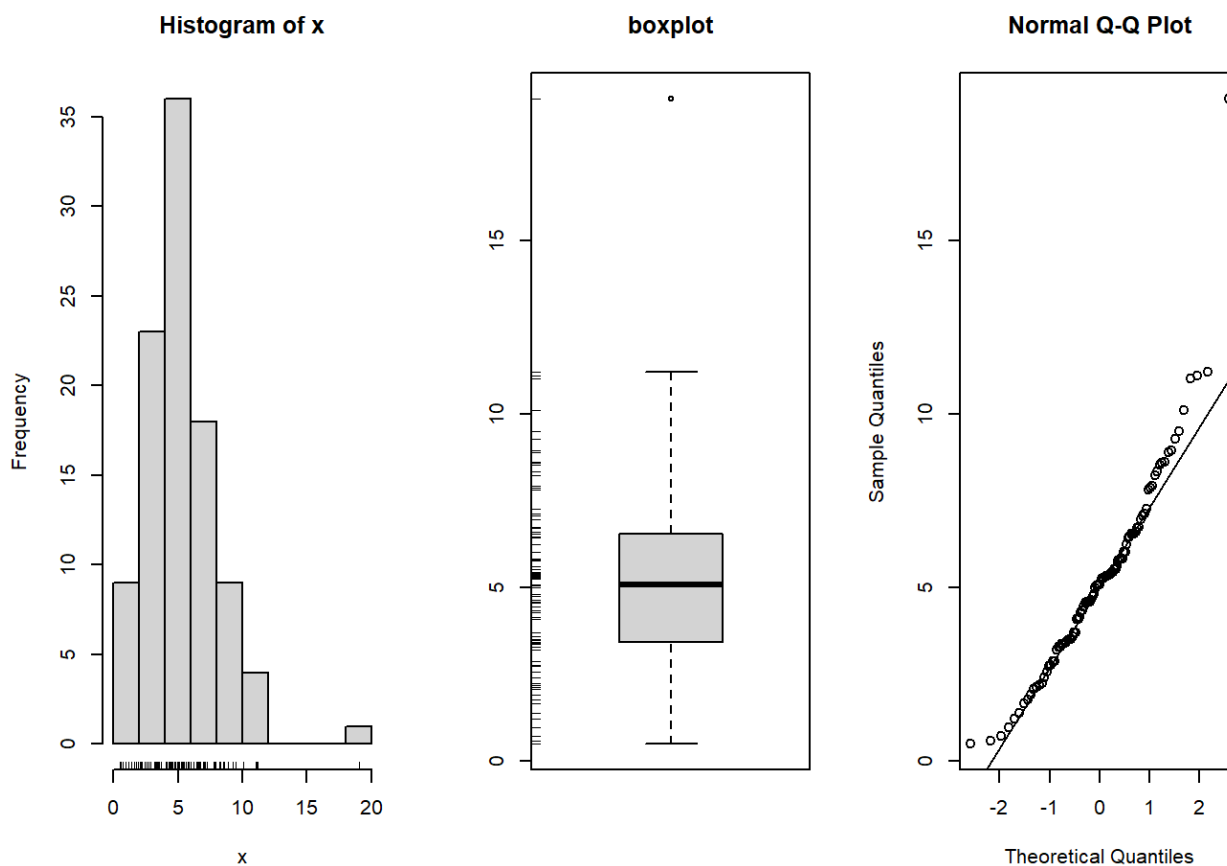 Histogram of x
Frequency
0
5
10
15
20
25
30
35
0 5 10 15 20
x
boxplot
0
5
10
15
Normal Q-Q Plot
Sample Quantiles
0
5
10
15
-2 -1 0 1 2
Theoretical Quantiles